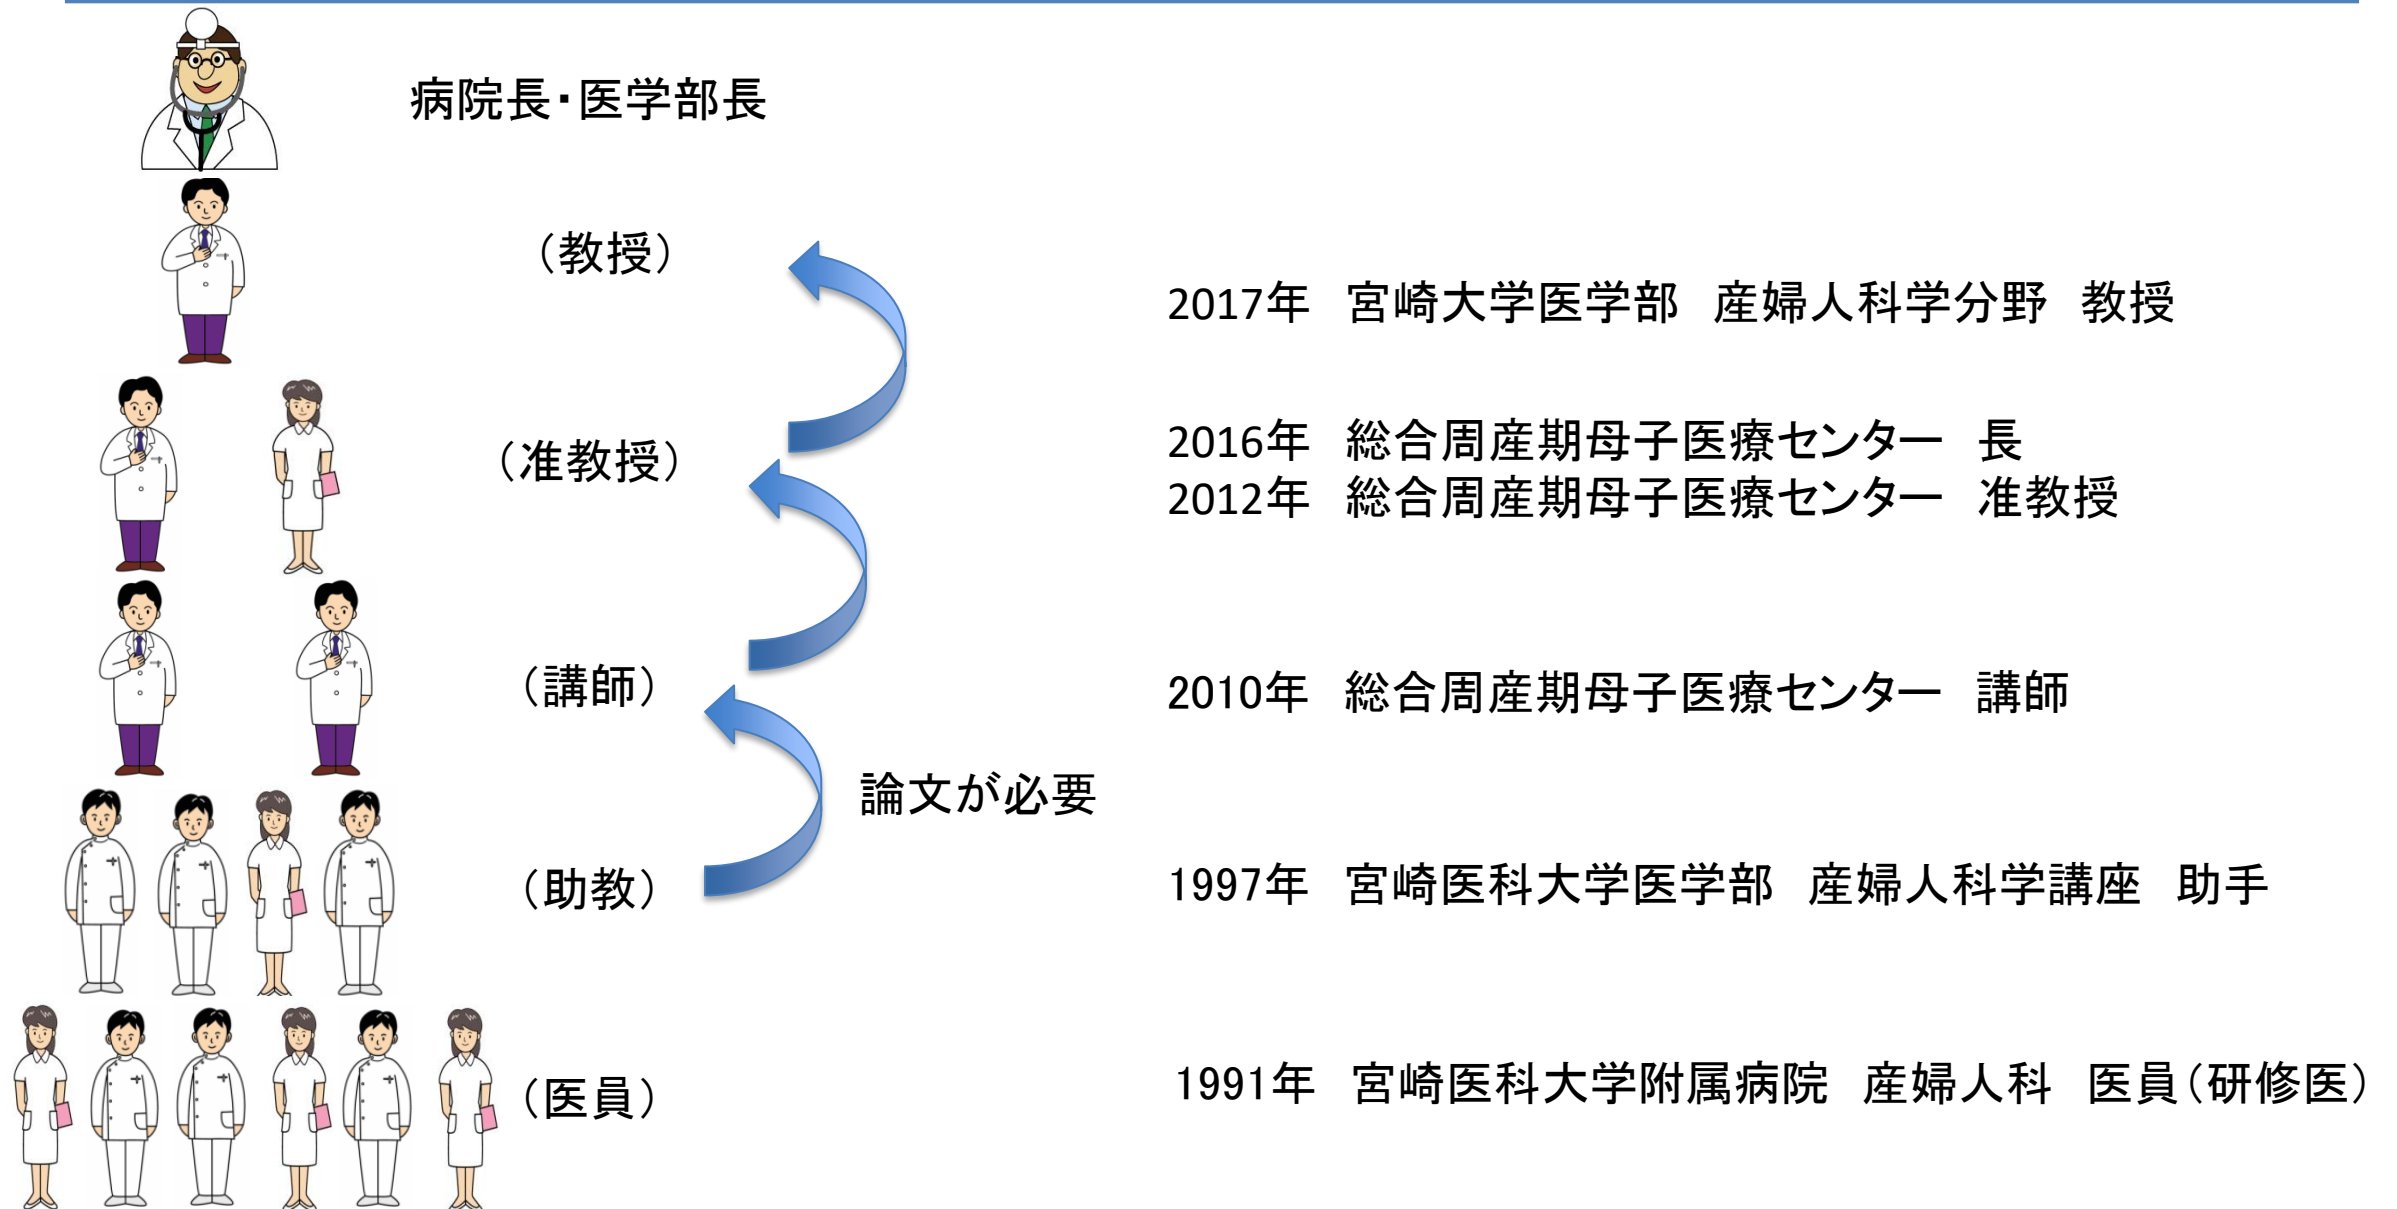 病院長・医学部長
（教授）
2017年　宮崎大学医学部　産婦人科学分野　教授
（准教授）
2016年　総合周産期母子医療センター　長
2012年　総合周産期母子医療センター　准教授
（講師）
2010年　総合周産期母子医療センター　講師
論文が必要
（助教）
1997年　宮崎医科大学医学部　産婦人科学講座　助手
（医員）
1991年　宮崎医科大学附属病院　産婦人科　医員（研修医）